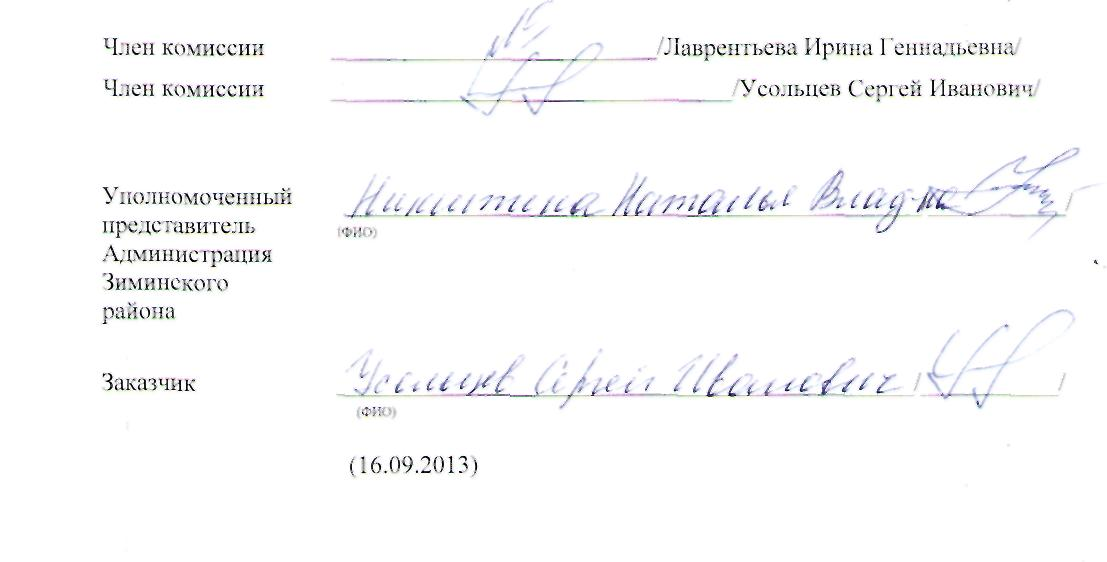 Член комиссии /Лаврентьева Ирина Геннадьевна/
Член комиссии /Усольцев Сергей Иванович/
Уполномоченный Никитина Наталья Влад-на /
представитель (ФИО)
Администрация
Зиминского
района
Заказчик Усольцев Сергей Иванович / /
(ФИО)
(16.09.2013)